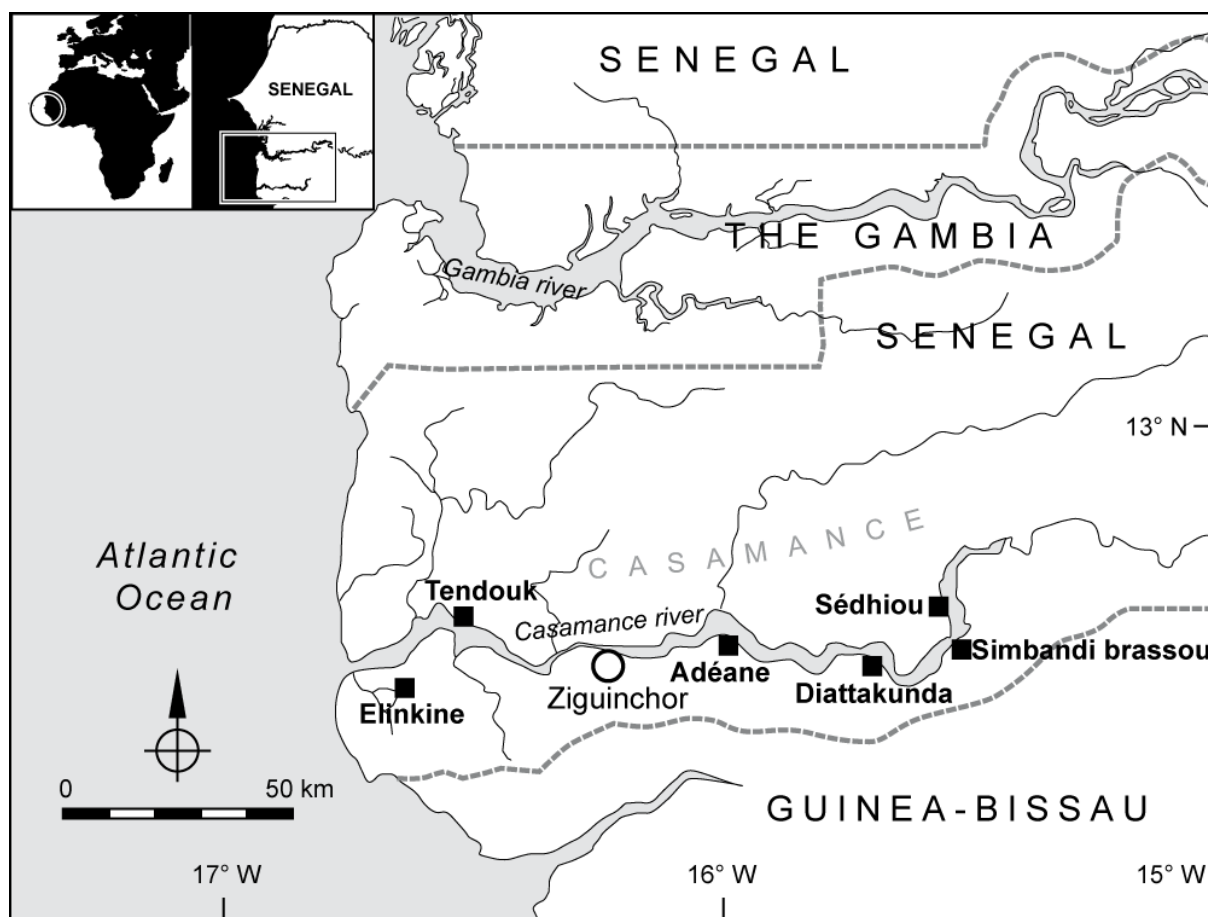 SENEGAL
SENEGAL
THE GAMBIA
Gambia river
SENEGAL
13° N
CASAMANCE
Atlantic
Ocean
Tendouk
Casamance river
Sédhiou
Simbandi brassou
Adéane
Diattakunda
Ziguinchor
Elinkine
0 50 km
GUINEA-BISSAU
17° W 16° W 15° W